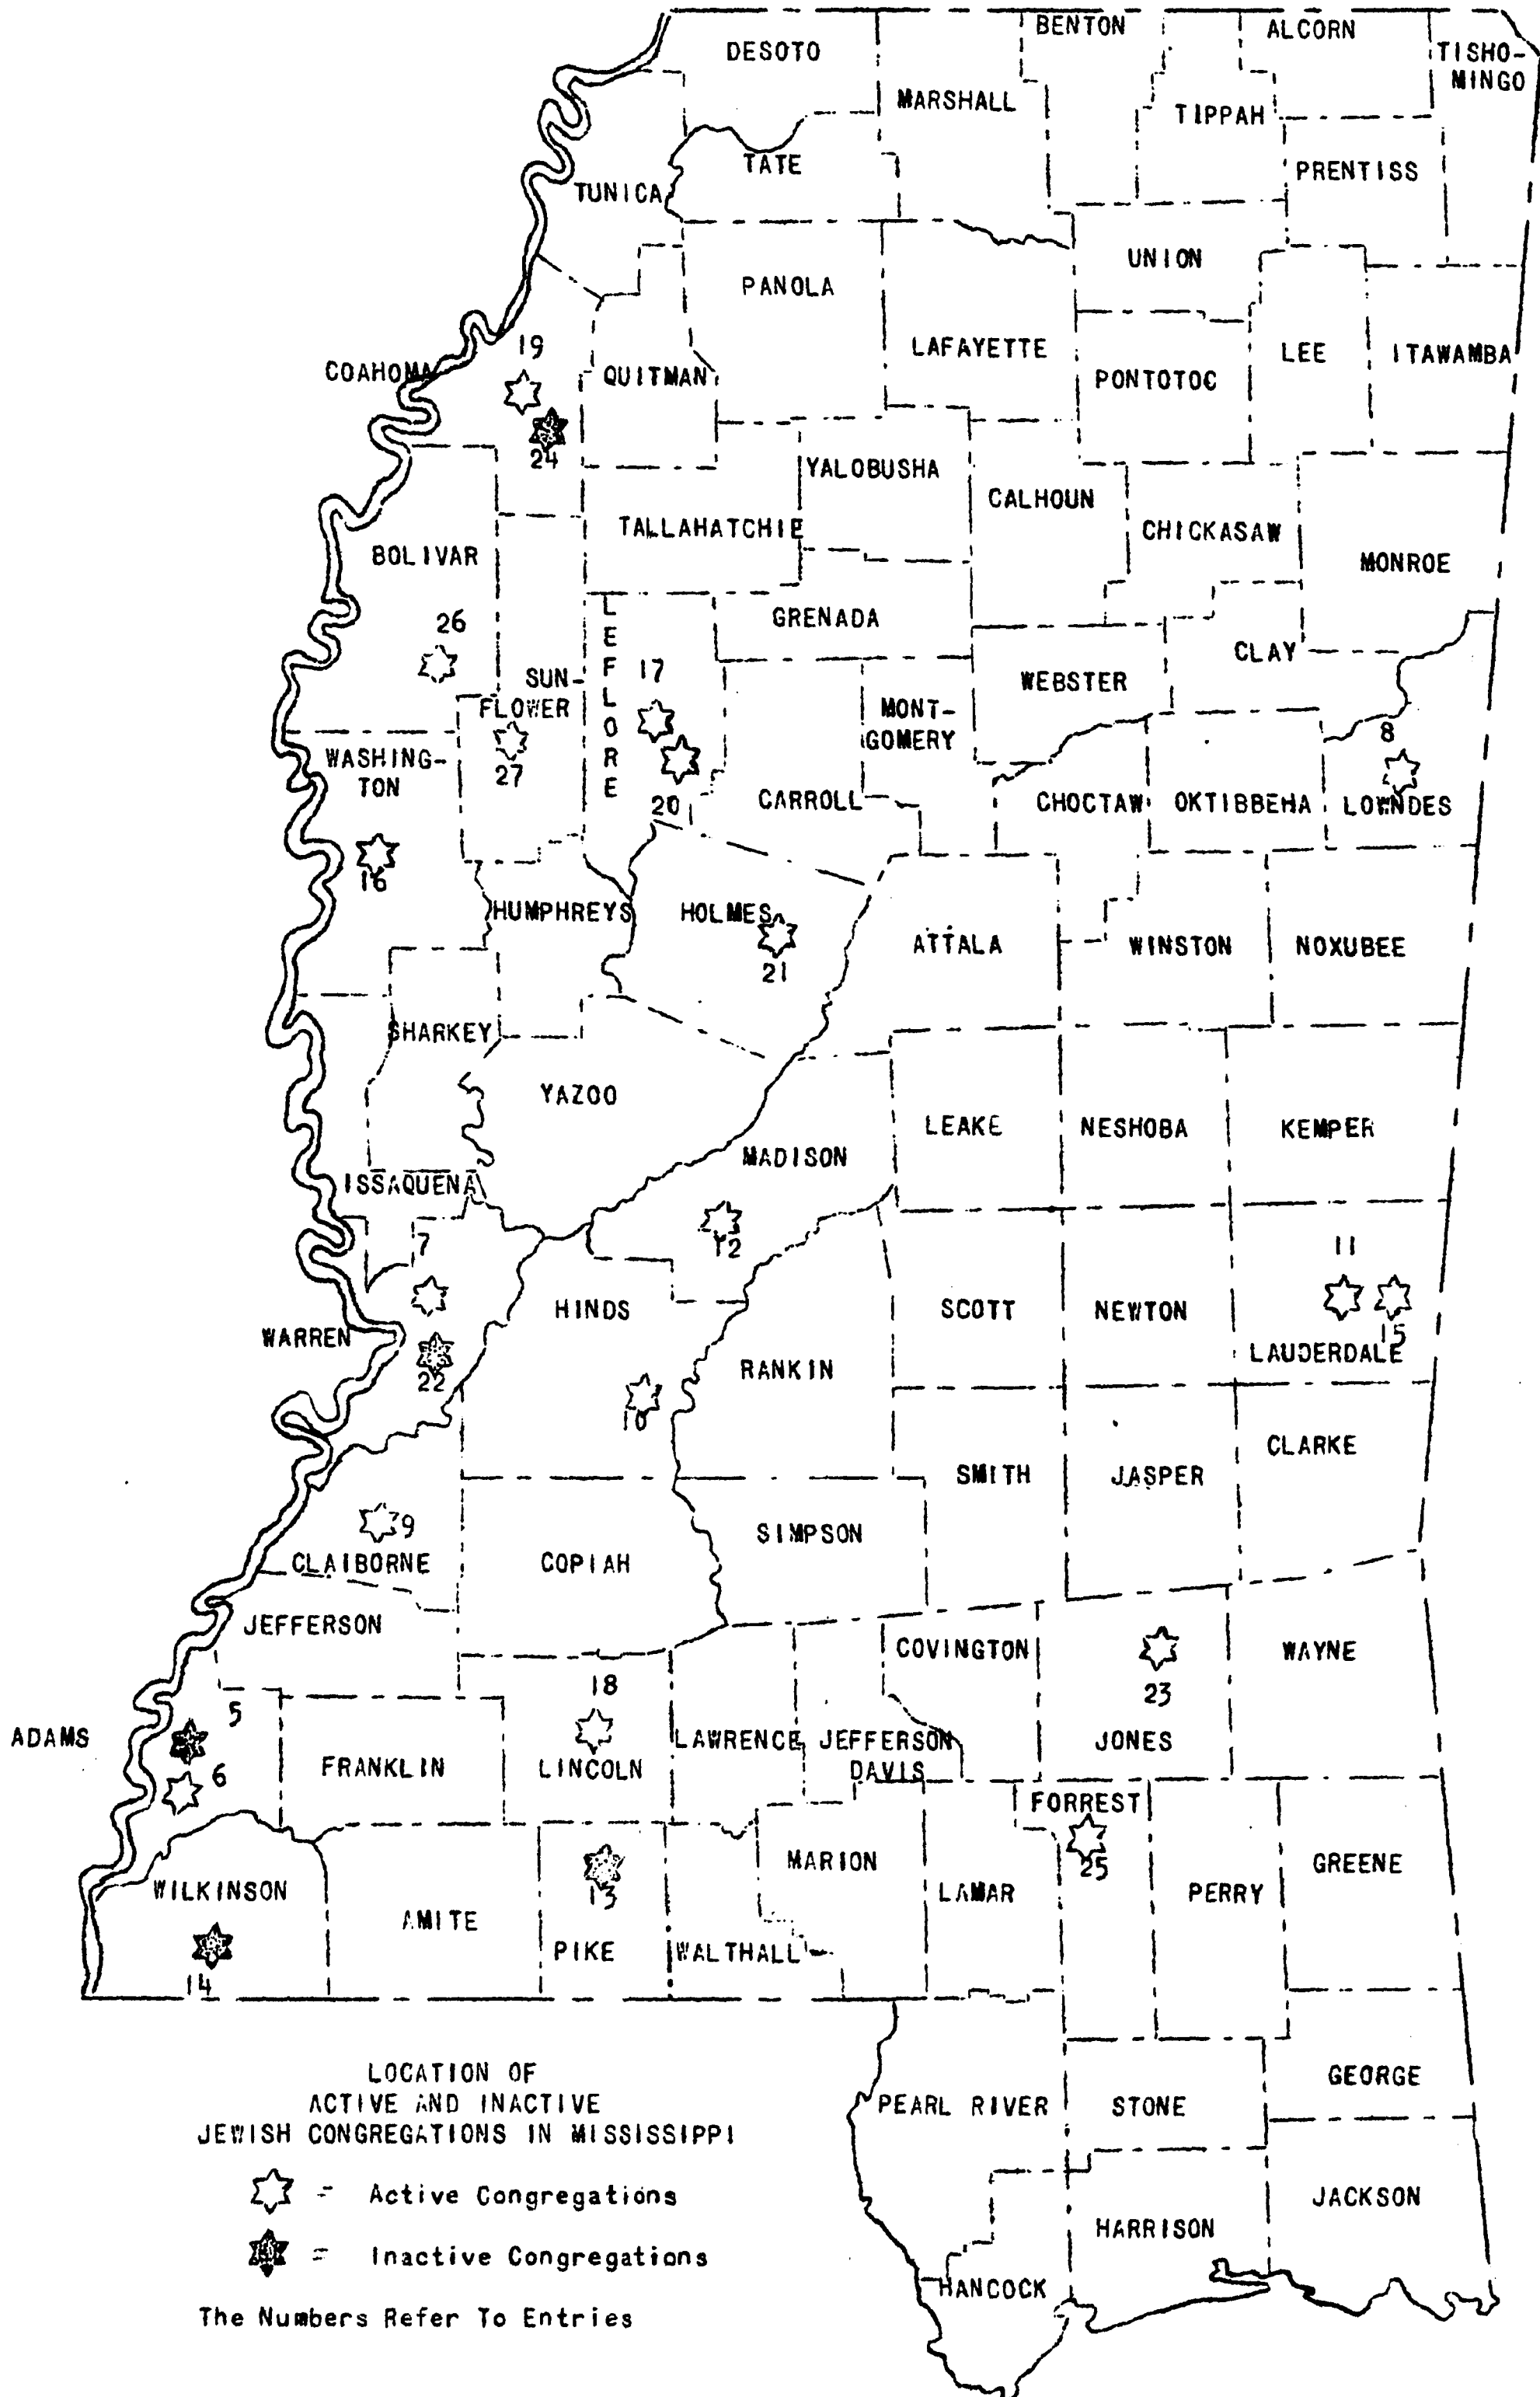 BENTON
ALCORN
DESOTO
TISHO-
MINGO
MARSHALL
TIPPAH
TATE
PRENTISS
TUNICA
UNION
PANOLA
19
LAFAYETTE
LEE
ITAWAMBA
COAHOMA
QUITMAN
PONTOTOC
24
YALOBUSHA
CALHOUN
TALLAHATCHIE
CHICKASAW
BOLIVAR
MONROE
LEFLORE
GRENADA
26
CLAY
17
SUN-
FLOWER
WEBSTER
MONT-
GOMERY
8
WASHING-
TON
27
20
CARROLL
CHOCTAW
OKTIBBEHA
LOWNDES
16
HUMPHREYS
HOLMES
21
ATTALA
WINSTON
NOXUBEE
SHARKEY
YAZOO
LEAKE
NESHOBA
KEMPER
MADISON
ISSAQUENA
7
12
11
HINDS
SCOTT
NEWTON
WARREN
15
LAUDERDALE
22
RANKIN
10
CLARKE
SMITH
JASPER
9
SIMPSON
CLAIBORNE
COPIAH
JEFFERSON
COVINGTON
WAYNE
18
23
5
ADAMS
LAWRENCE
JEFFERSON
DAVIS
JONES
FRANKLIN
LINCOLN
6
FORREST
25
MARION
GREENE
WILKINSON
13
LAMAR
PERRY
AMITE
PIKE
WALTHALL
14
LOCATION OF
ACTIVE AND INACTIVE
JEWISH CONGREGATIONS IN MISSISSIPPI
= Active Congregations
= Inactive Congregations
The Numbers Refer To Entries
GEORGE
PEARL RIVER
STONE
JACKSON
HARRISON
HANCOCK